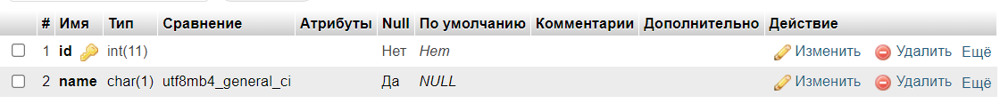 # Имя Тип Сравнение Атрибуты Null По умолчанию Комментарии Дополнительно Действие
1 id int(11) Нет Нет Изменить Удалить Ещё
2 name char(1) utf8mb4_general_ci Да NULL Изменить Удалить Ещё